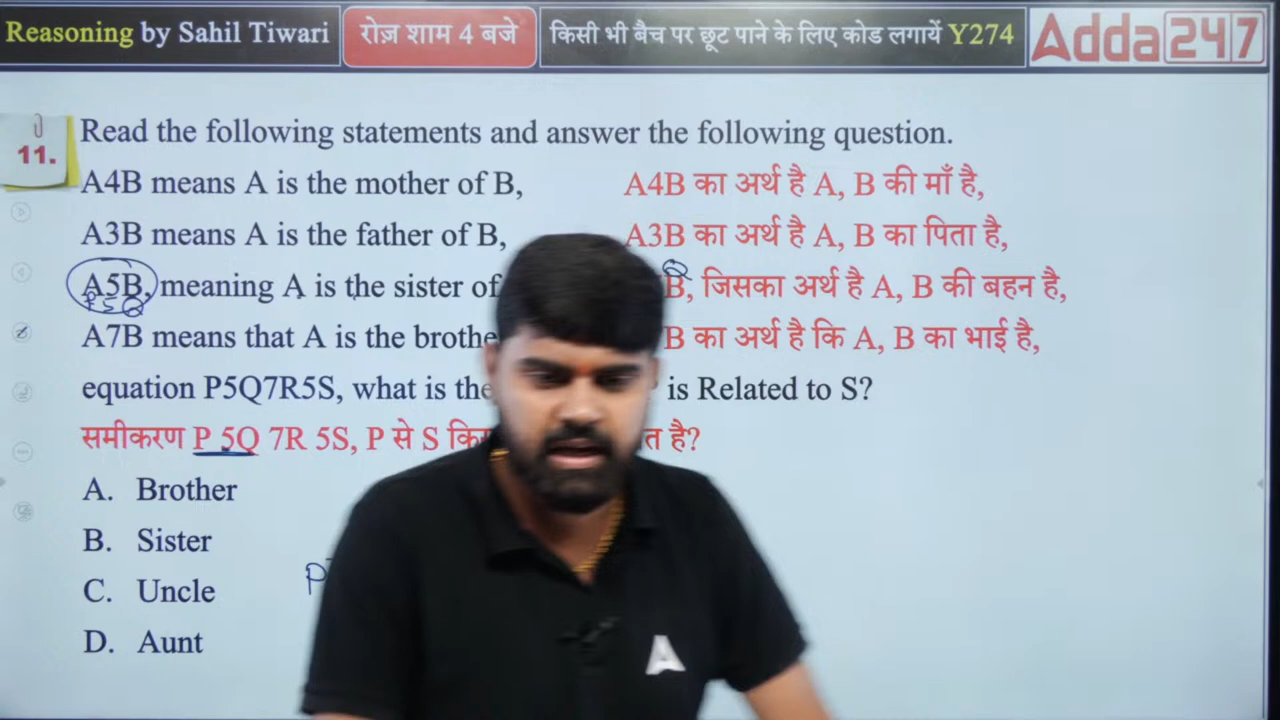 Reasoning by Sahil Tiwari
रोज़ शाम 4 बजे
किसी भी बैच पर छूट पाने के लिए कोड लगायें Y274
Adda247
11.
Read the following statements and answer the following question.
A4B means A is the mother of B,
A4B का अर्थ है A, B की माँ है,
A3B means A is the father of B,
A3B का अर्थ है A, B का पिता है,
A5B, meaning A is the sister of
B, जिसका अर्थ है A, B की बहन है,
P5Q
Q
A7B means that A is the
B का अर्थ है कि A, B का भाई है,
equation P5Q7R5S, what is
is Related to S?
समीकरण P 5Q 7R 5S, P से S
है?
A. Brother
B. Sister
C. Uncle
P
D. Aunt
A